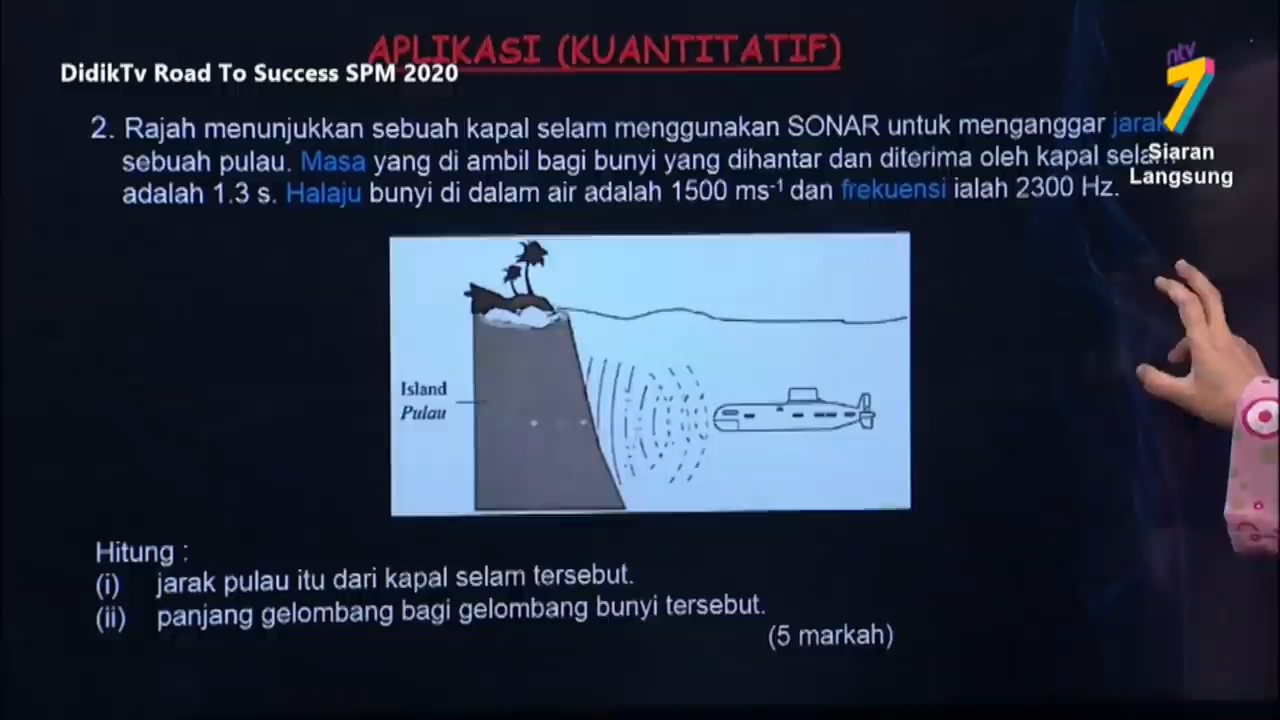 APLIKASI (KUANTITATIF)
DidikTv Road To Success SPM 2020
ntv
7
Siaran
Langsung
2. Rajah menunjukkan sebuah kapal selam menggunakan SONAR untuk menganggar jarak
sebuah pulau. Masa yang di ambil bagi bunyi yang dihantar dan diterima oleh kapal selam
adalah 1.3 s. Halaju bunyi di dalam air adalah 1500 ms⁻¹ dan frekuensi ialah 2300 Hz.
Island
Pulau
Hitung :
(i) jarak pulau itu dari kapal selam tersebut.
(ii) panjang gelombang bagi gelombang bunyi tersebut.
(5 markah)